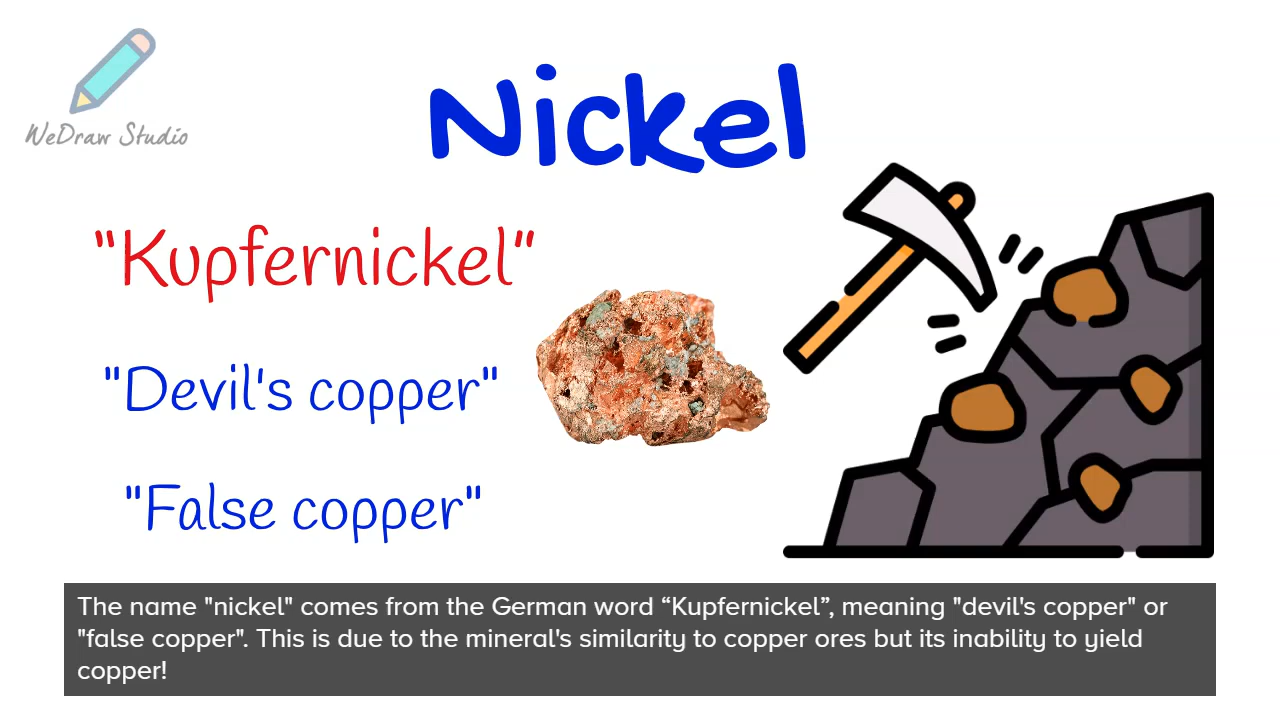 WeDraw Studio
Nickel
"Kupfernickel"
"Devil's copper"
"False copper"
The name "nickel" comes from the German word “Kupfernickel”, meaning "devil's copper" or
"false copper". This is due to the mineral's similarity to copper ores but its inability to yield
copper!